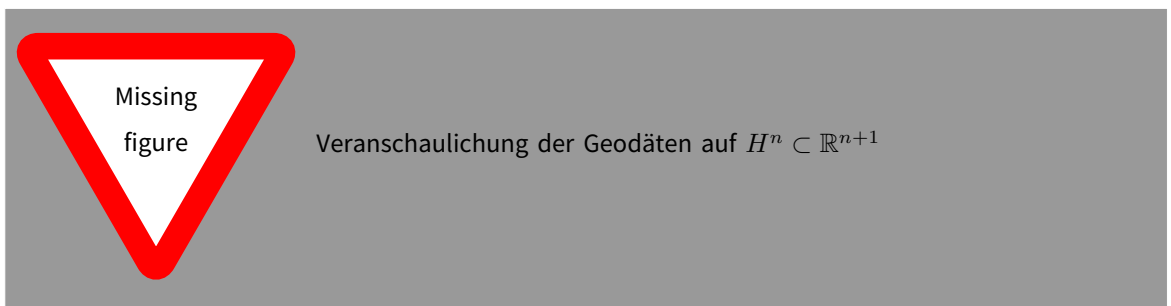 Missing
figure
Veranschaulichung der Geodäten auf $H^n \subset \mathbb{R}^{n+1}$